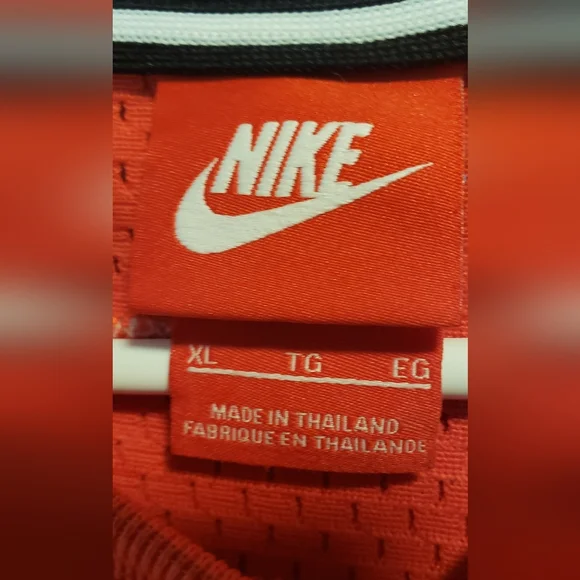 NIKE
XL TG EG
MADE IN THAILAND
FABRIQUE EN THAILANDE